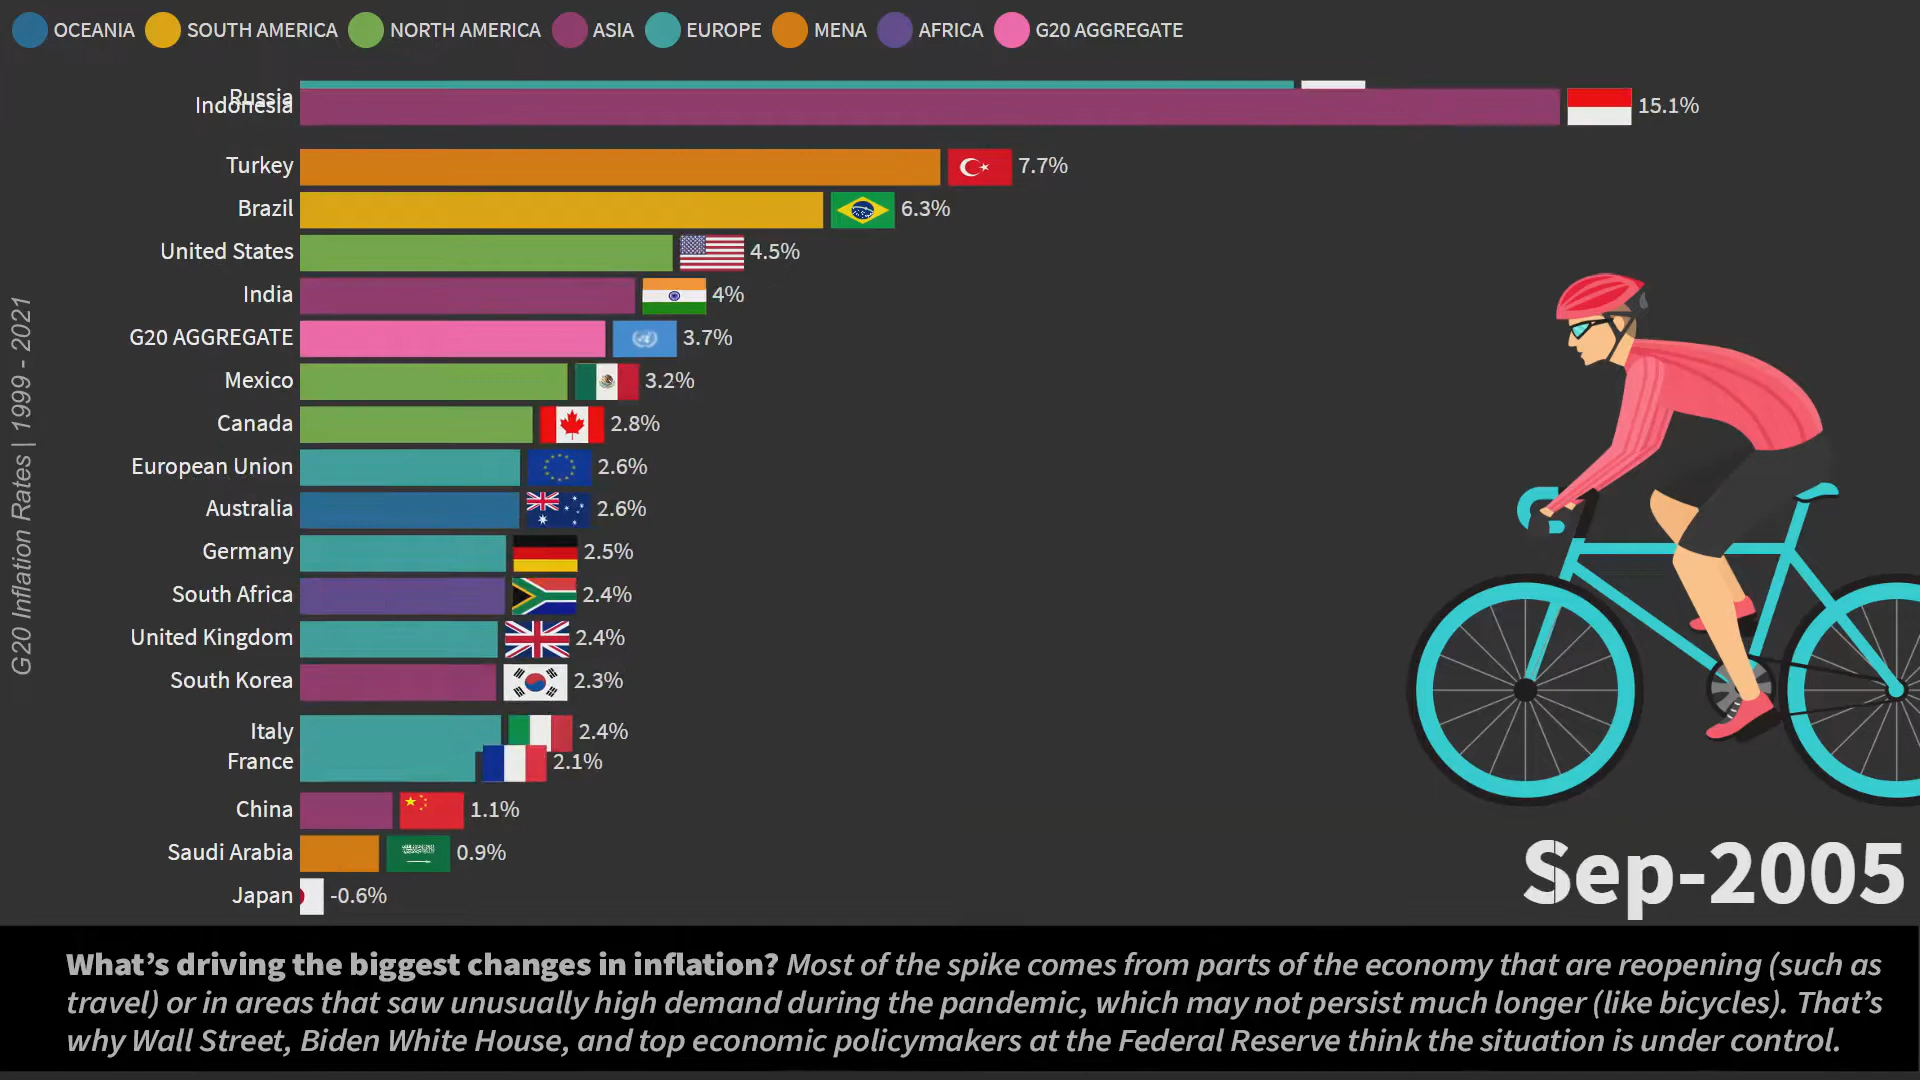 OCEANIA SOUTH AMERICA NORTH AMERICA ASIA EUROPE MENA AFRICA G20 AGGREGATE
Russia
Indonesia 15.1%
Turkey 7.7%
Brazil 6.3%
United States 4.5%
India 4%
G20 AGGREGATE 3.7%
Mexico 3.2%
Canada 2.8%
European Union 2.6%
Australia 2.6%
Germany 2.5%
South Africa 2.4%
United Kingdom 2.4%
South Korea 2.3%
Italy 2.4%
France 2.1%
China 1.1%
Saudi Arabia 0.9%
Japan -0.6%
G20 Inflation Rates | 1999 - 2021
Sep-2005
What's driving the biggest changes in inflation? Most of the spike comes from parts of the economy that are reopening (such as
travel) or in areas that saw unusually high demand during the pandemic, which may not persist much longer (like bicycles). That's
why Wall Street, Biden White House, and top economic policymakers at the Federal Reserve think the situation is under control.